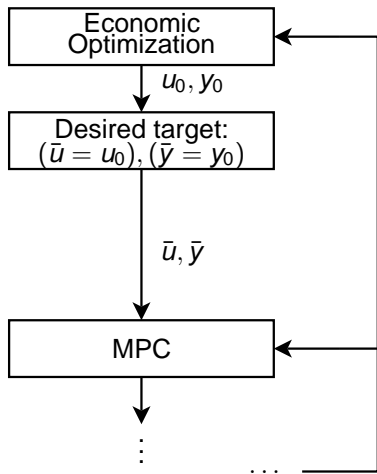 Economic
Optimization
u₀, y₀
Desired target:
(ū = u₀), (ȳ = y₀)
ū, ȳ
MPC
⋮
...